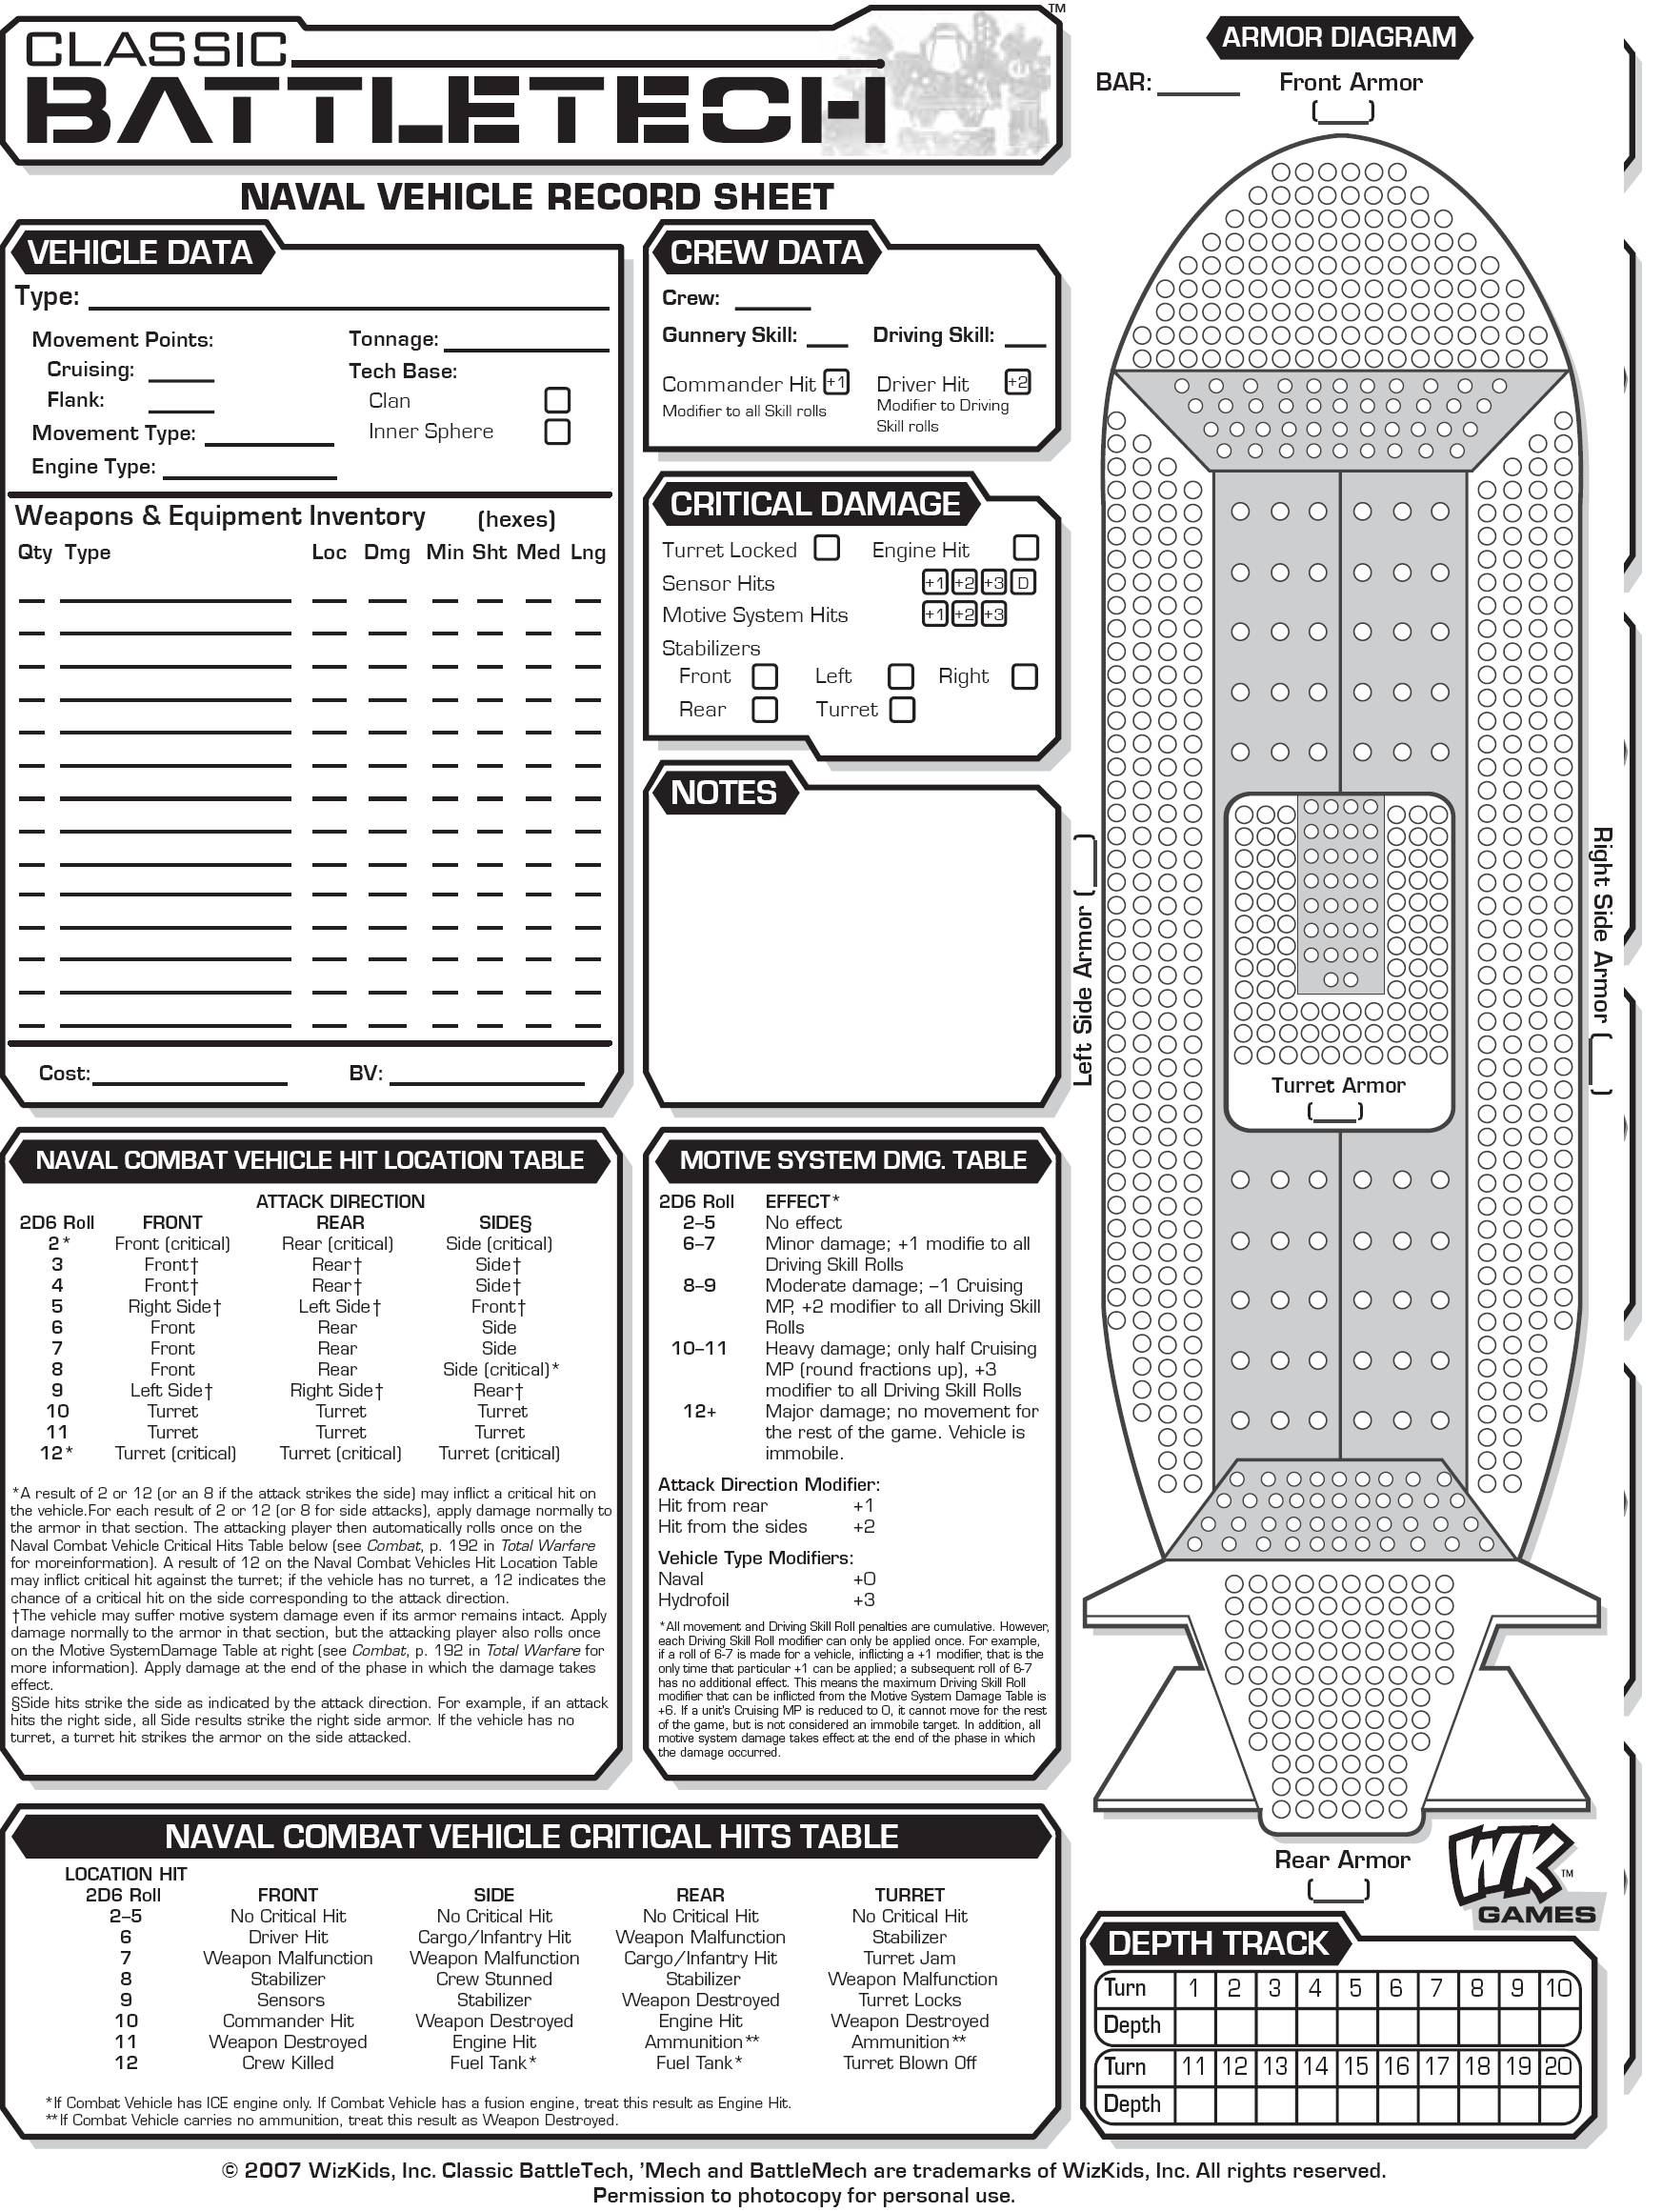 CLASSIC
BATTLETECH
™
NAVAL VEHICLE RECORD SHEET
VEHICLE DATA
Type:
Movement Points:
Tonnage:
Cruising:
Tech Base:
Flank:
Clan
Movement Type:
Inner Sphere
Engine Type:
Weapons & Equipment Inventory (hexes)
Qty Type Loc Dmg Min Sht Med Lng
Cost: BV:
CREW DATA
Crew:
Gunnery Skill: Driving Skill:
Commander Hit +1 Driver Hit +2
Modifier to all Skill rolls
Modifier to Driving
Skill rolls
CRITICAL DAMAGE
Turret Locked Engine Hit
Sensor Hits +1 +2 +3 D
Motive System Hits +1 +2 +3
Stabilizers
Front Left Right
Rear Turret
NOTES
NAVAL COMBAT VEHICLE HIT LOCATION TABLE
ATTACK DIRECTION
2D6 Roll FRONT REAR SIDE§
2* Front (critical) Rear (critical) Side (critical)
3 Front† Rear† Side†
4 Front† Rear† Side†
5 Right Side† Left Side† Front†
6 Front Rear Side
7 Front Rear Side
8 Front Rear Side (critical)*
9 Left Side† Right Side† Rear†
10 Turret Turret Turret
11 Turret Turret Turret
12* Turret (critical) Turret (critical) Turret (critical)
*A result of 2 or 12 (or an 8 if the attack strikes the side) may inflict a critical hit on
the vehicle.For each result of 2 or 12 (or 8 for side attacks), apply damage normally to
the armor in that section. The attacking player then automatically rolls once on the
Naval Combat Vehicle Critical Hits Table below (see Combat, p. 192 in Total Warfare
for moreinformation). A result of 12 on the Naval Combat Vehicles Hit Location Table
may inflict critical hit against the turret; if the vehicle has no turret, a 12 indicates the
chance of a critical hit on the side corresponding to the attack direction.
†The vehicle may suffer motive system damage even if its armor remains intact. Apply
damage normally to the armor in that section, but the attacking player also rolls once
on the Motive SystemDamage Table at right (see Combat, p. 192 in Total Warfare for
more information). Apply damage at the end of the phase in which the damage takes
effect.
§Side hits strike the side as indicated by the attack direction. For example, if an attack
hits the right side, all Side results strike the right side armor. If the vehicle has no
turret, a turret hit strikes the armor on the side attacked.
MOTIVE SYSTEM DMG. TABLE
2D6 Roll EFFECT*
2–5 No effect
6–7 Minor damage; +1 modifie to all
Driving Skill Rolls
8–9 Moderate damage; –1 Cruising
MP, +2 modifier to all Driving Skill
Rolls
10–11 Heavy damage; only half Cruising
MP (round fractions up), +3
modifier to all Driving Skill Rolls
12+ Major damage; no movement for
the rest of the game. Vehicle is
immobile.
Attack Direction Modifier:
Hit from rear +1
Hit from the sides +2
Vehicle Type Modifiers:
Naval +0
Hydrofoil +3
*All movement and Driving Skill Roll penalties are cumulative. However,
each Driving Skill Roll modifier can only be applied once. For example,
if a roll of 6-7 is made for a vehicle, inflicting a +1 modifier, that is the
only time that particular +1 can be applied; a subsequent roll of 6-7
has no additional effect. This means the maximum Driving Skill Roll
modifier that can be inflicted from the Motive System Damage Table is
+6. If a unit's Cruising MP is reduced to 0, it cannot move for the rest
of the game, but is not considered an immobile target. In addition, all
motive system damage takes effect at the end of the phase in which
the damage occurred.
NAVAL COMBAT VEHICLE CRITICAL HITS TABLE
LOCATION HIT
2D6 Roll FRONT SIDE REAR TURRET
2–5 No Critical Hit No Critical Hit No Critical Hit No Critical Hit
6 Driver Hit Cargo/Infantry Hit Weapon Malfunction Stabilizer
7 Weapon Malfunction Weapon Malfunction Cargo/Infantry Hit Turret Jam
8 Stabilizer Crew Stunned Stabilizer Weapon Malfunction
9 Sensors Stabilizer Weapon Destroyed Turret Locks
10 Commander Hit Weapon Destroyed Engine Hit Weapon Destroyed
11 Weapon Destroyed Engine Hit Ammunition** Ammunition**
12 Crew Killed Fuel Tank* Fuel Tank* Turret Blown Off
*If Combat Vehicle has ICE engine only. If Combat Vehicle has a fusion engine, treat this result as Engine Hit.
**If Combat Vehicle carries no ammunition, treat this result as Weapon Destroyed.
ARMOR DIAGRAM
BAR: Front Armor
( )
Left Side Armor ( )
Right Side Armor ( )
Turret Armor
( )
Rear Armor
( )
WK™
GAMES
DEPTH TRACK
Turn 1 2 3 4 5 6 7 8 9 10
Depth
Turn 11 12 13 14 15 16 17 18 19 20
Depth
© 2007 WizKids, Inc. Classic BattleTech, 'Mech and BattleMech are trademarks of WizKids, Inc. All rights reserved.
Permission to photocopy for personal use.